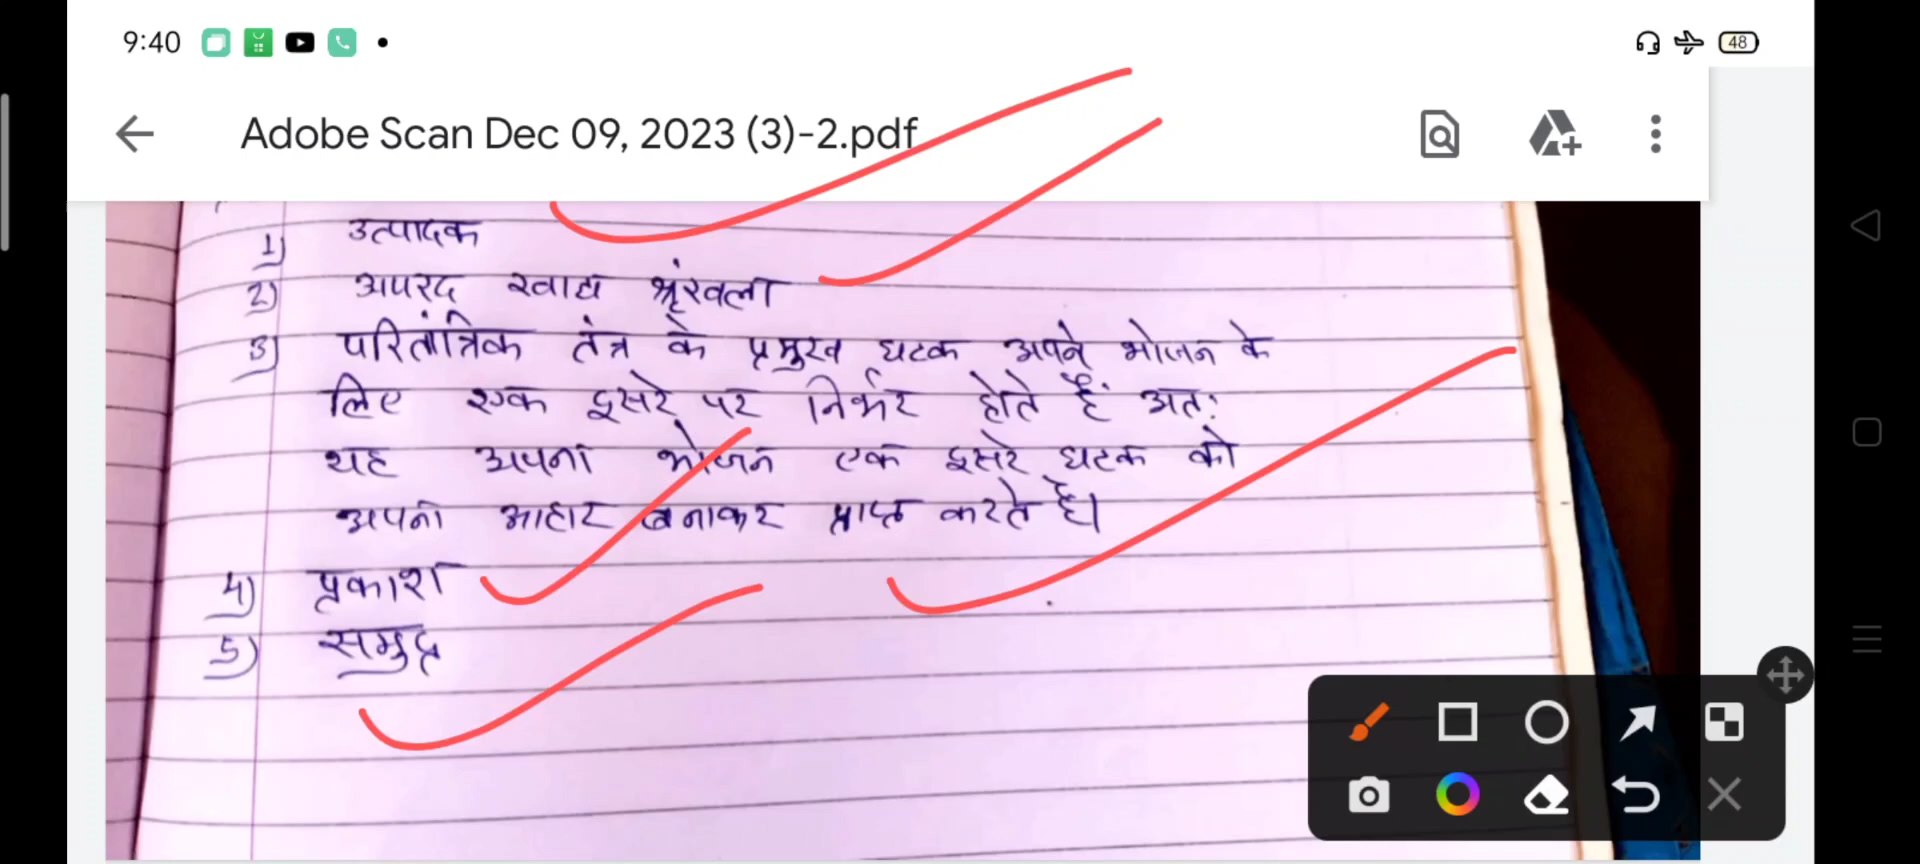 9:40 48
Adobe Scan Dec 09, 2023 (3)-2.pdf
1) उत्पादक
2) अपरद खाद्य श्रृंखला
3) परितांत्रिक तंत्र के प्रमुख घटक अपने भोजन के
लिए एक दूसरे पर निर्भर होते हैं अत:
यह अपना भोजन एक दूसरे घटक को
अपना आहार बनाकर प्राप्त करते है।
4) प्रकाश
5) समुद्र